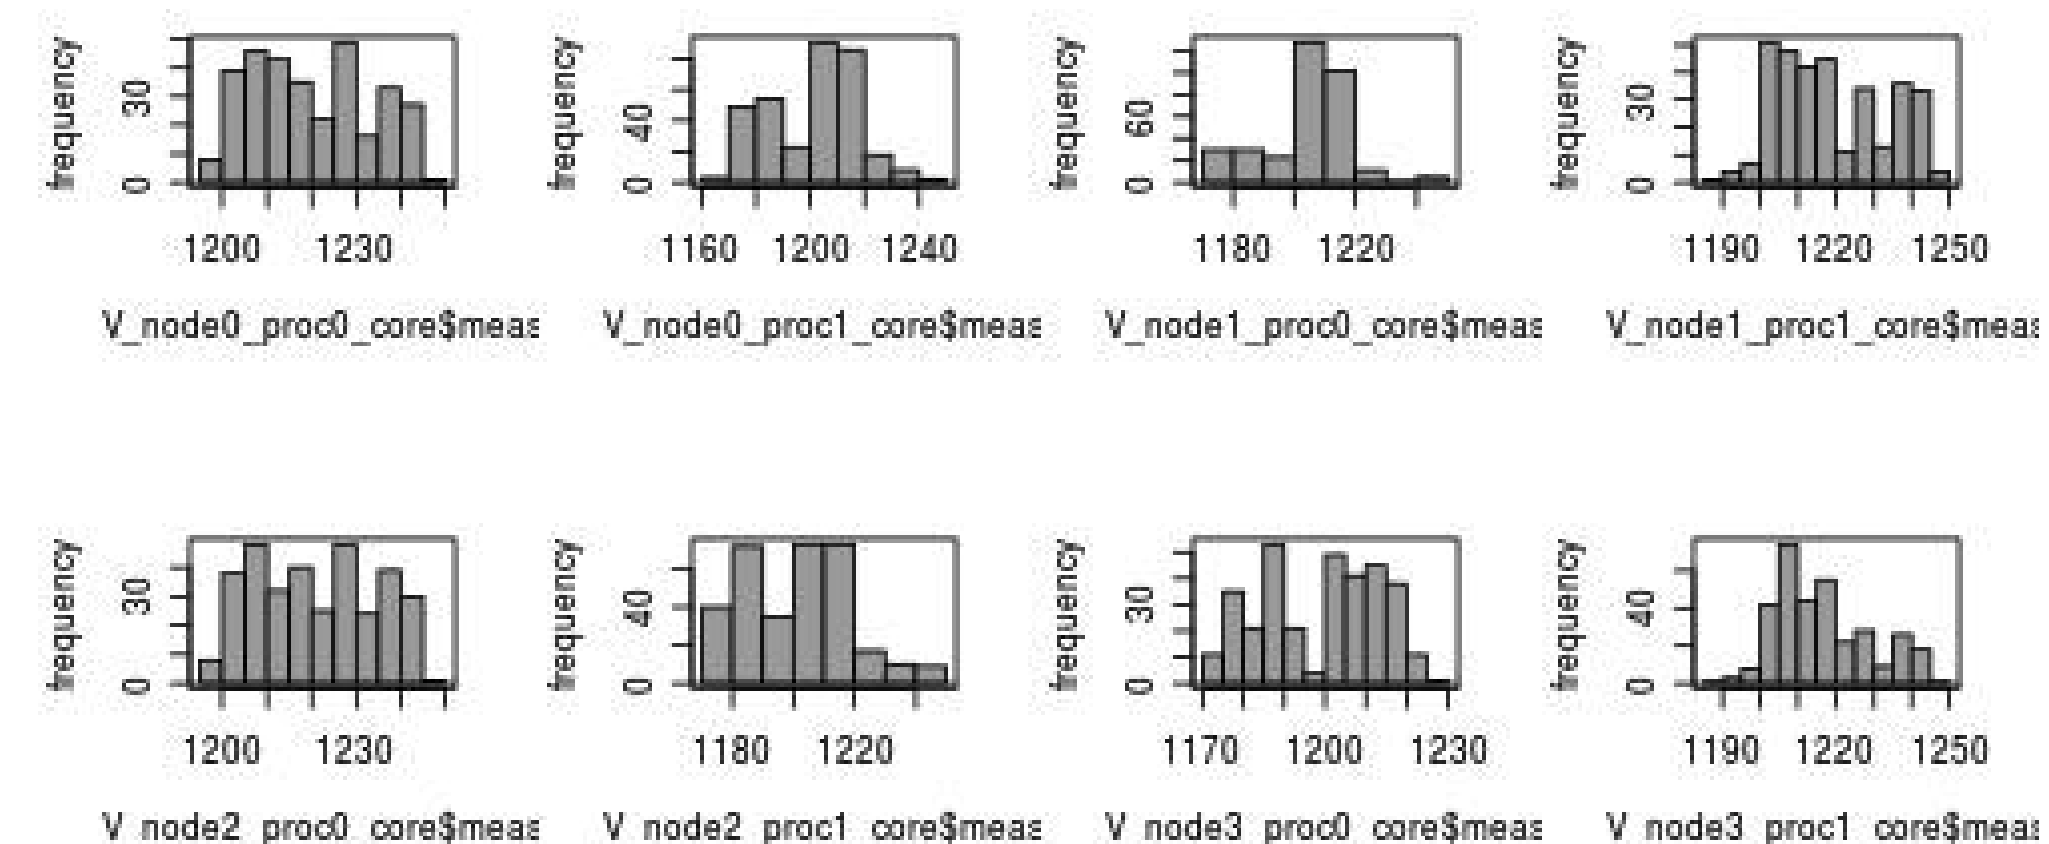 frequency frequency frequency frequency
30 0 40 0 60 0 30 0
1200 1230 1160 1200 1240 1180 1220 1190 1220 1250
V_node0_proc0_core$meas V_node0_proc1_core$meas V_node1_proc0_core$meas V_node1_proc1_core$meas
frequency frequency frequency frequency
30 0 40 0 30 0 40 0
1200 1230 1180 1220 1170 1200 1230 1190 1220 1250
V_node2_proc0_core$meas V_node2_proc1_core$meas V_node3_proc0_core$meas V_node3_proc1_core$meas